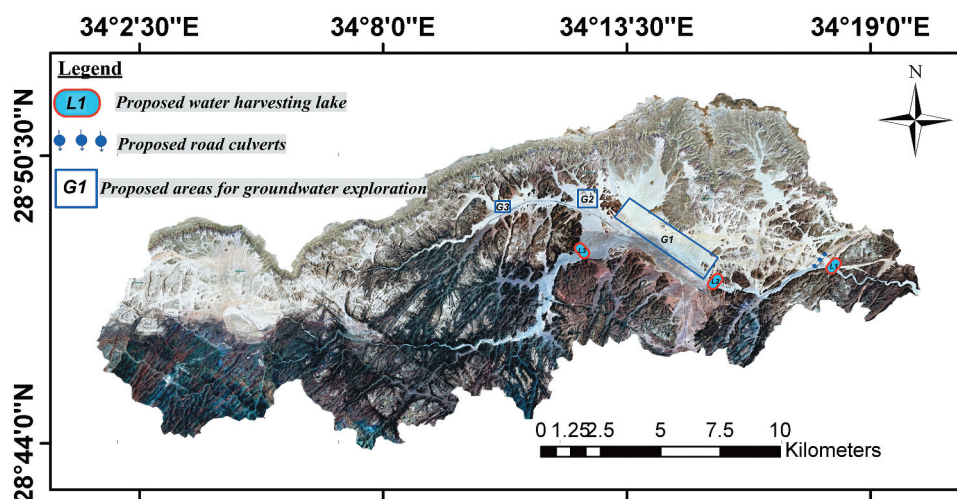 34°2'30"E 34°8'0"E 34°13'30"E 34°19'0"E
Legend
L1 Proposed water harvesting lake
Proposed road culverts
G1 Proposed areas for groundwater exploration
N
28°50'30"N
28°44'0"N
G3
G2
G1
L3
0 1.25 2.5 5 7.5 10
Kilometers